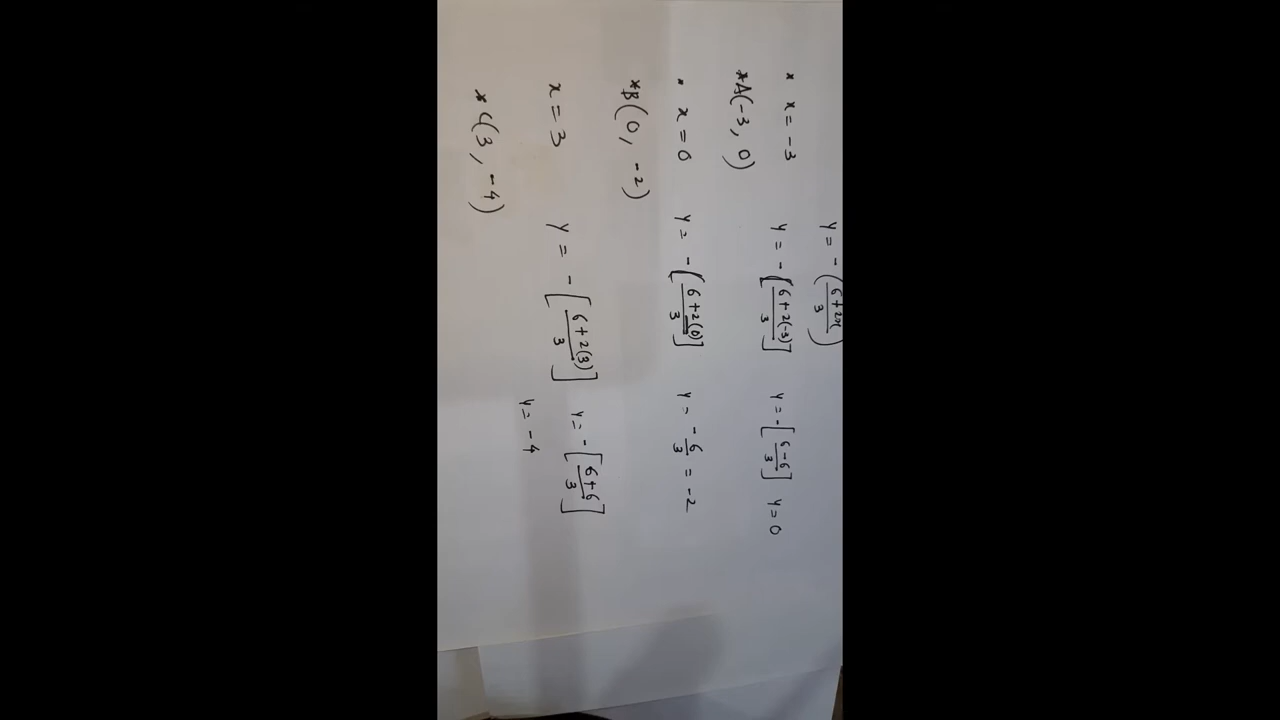 y = - (6+2x/3)
* x = -3 y = - [6+2(-3)/3] y = - [6-6/3] y=0
*A(-3, 0)
• x = 0 y = - [6+2(0)/3] y = -6/3 = -2
*B(0, -2)
x = 3 y = - [6+2(3)/3] y = - [6+6/3]
y = -4
*C(3, -4)